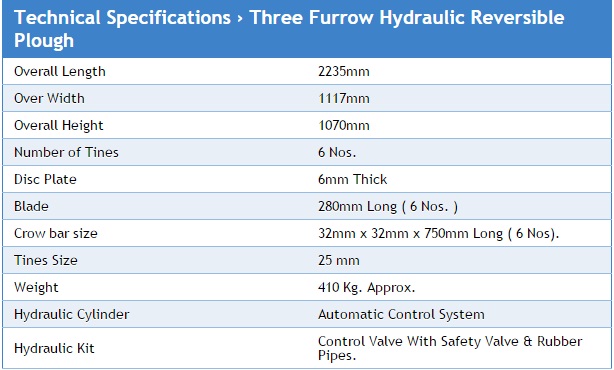 Technical Specifications › Three Furrow Hydraulic Reversible
Plough
Overall Length 2235mm
Over Width 1117mm
Overall Height 1070mm
Number of Tines 6 Nos.
Disc Plate 6mm Thick
Blade 280mm Long ( 6 Nos. )
Crow bar size 32mm x 32mm x 750mm Long ( 6 Nos).
Tines Size 25 mm
Weight 410 Kg. Approx.
Hydraulic Cylinder Automatic Control System
Hydraulic Kit Control Valve With Safety Valve & Rubber
Pipes.